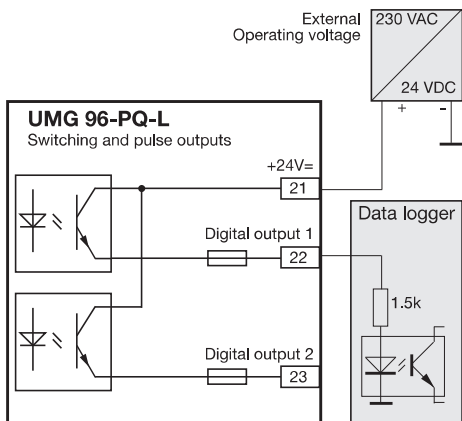 External
Operating voltage
230 VAC
24 VDC
+ -
UMG 96-PQ-L
Switching and pulse outputs
+24V=
21
Digital output 1
22
Data logger
1.5k
Digital output 2
23